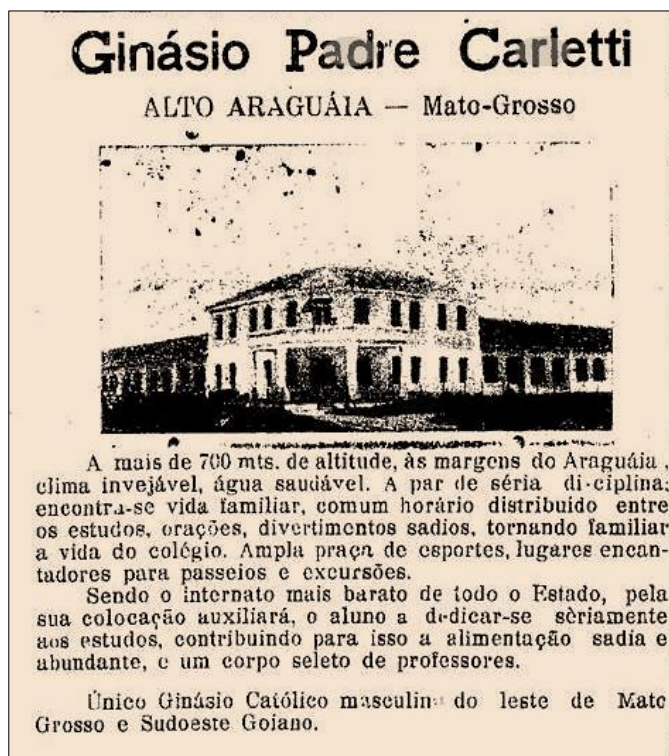 Ginásio Padre Carletti
ALTO ARAGUÁIA — Mato-Grosso
A mais de 700 mts. de altitude, às margens do Araguáia,
clima invejável, água saudável. A par de séria di-ciplina;
encontra-se vida familiar, comum horário distribuido entre
os estudos, orações, divertimentos sadios, tornando familiar
a vida do colégio. Ampla praça de esportes, lugares encan-
tadores para passeios e excursões.
Sendo o internato mais barato de todo o Estado, pela
sua colocação auxiliará, o aluno a dedicar-se sèriamente
aos estudos, contribuindo para isso a alimentação sadia e
abundante, e um corpo seleto de professores.
Único Ginásio Católico masculino do leste de Mato
Grosso e Sudoeste Goiano.